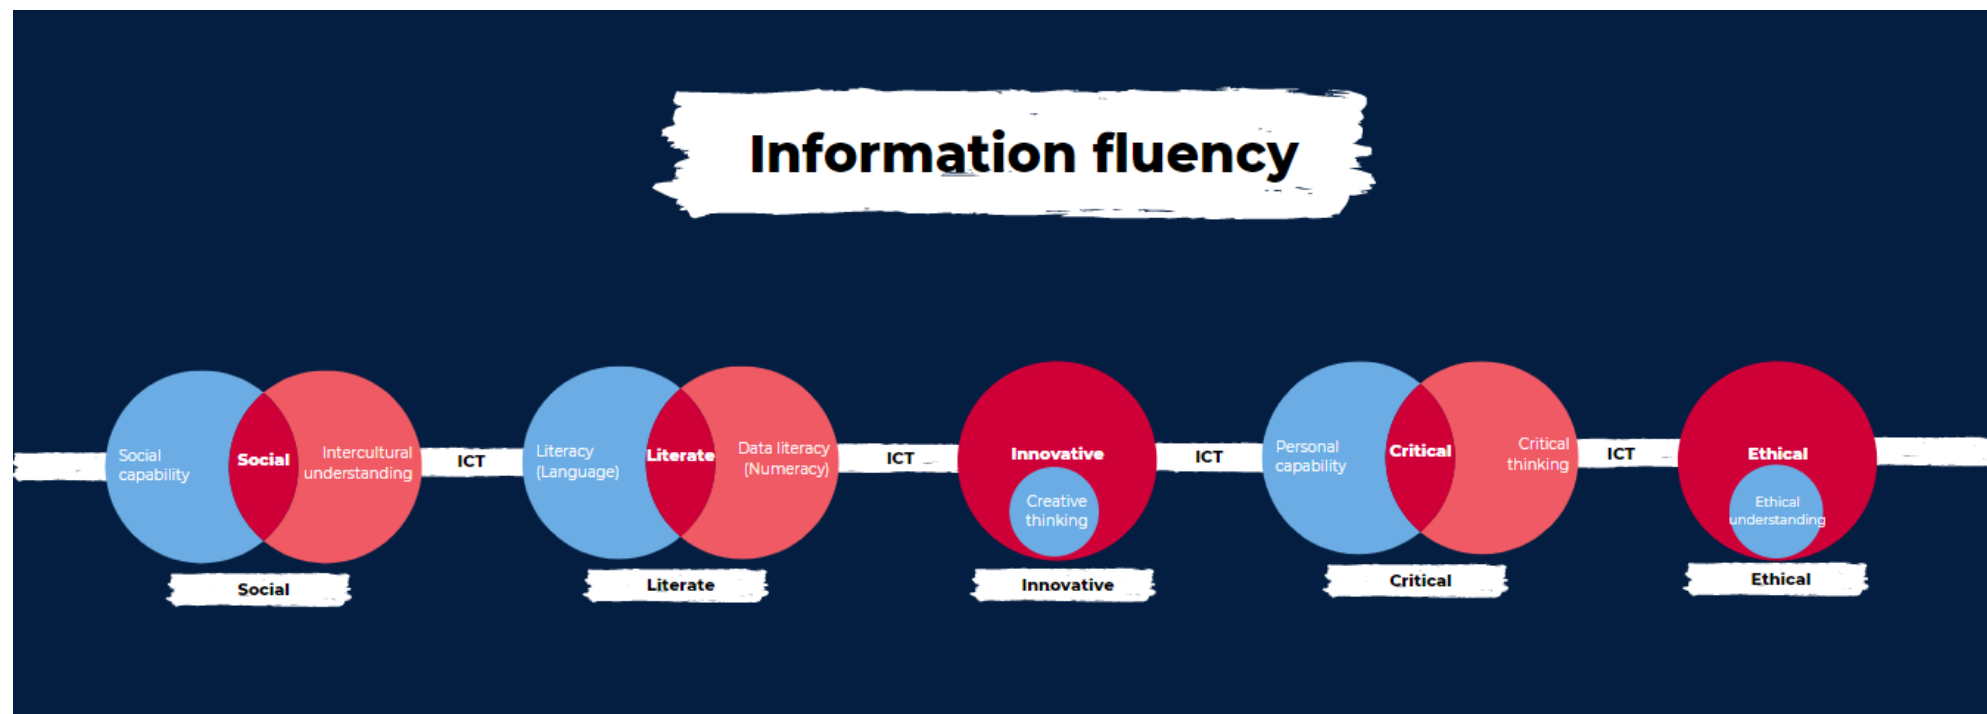 Information fluency
Social
capability
Social
Intercultural
understanding
ICT
Literacy
(Language)
Literate
Data literacy
(Numeracy)
ICT
Innovative
Creative
thinking
ICT
Personal
capability
Critical
Critical
thinking
ICT
Ethical
Ethical
understanding
Social
Literate
Innovative
Critical
Ethical